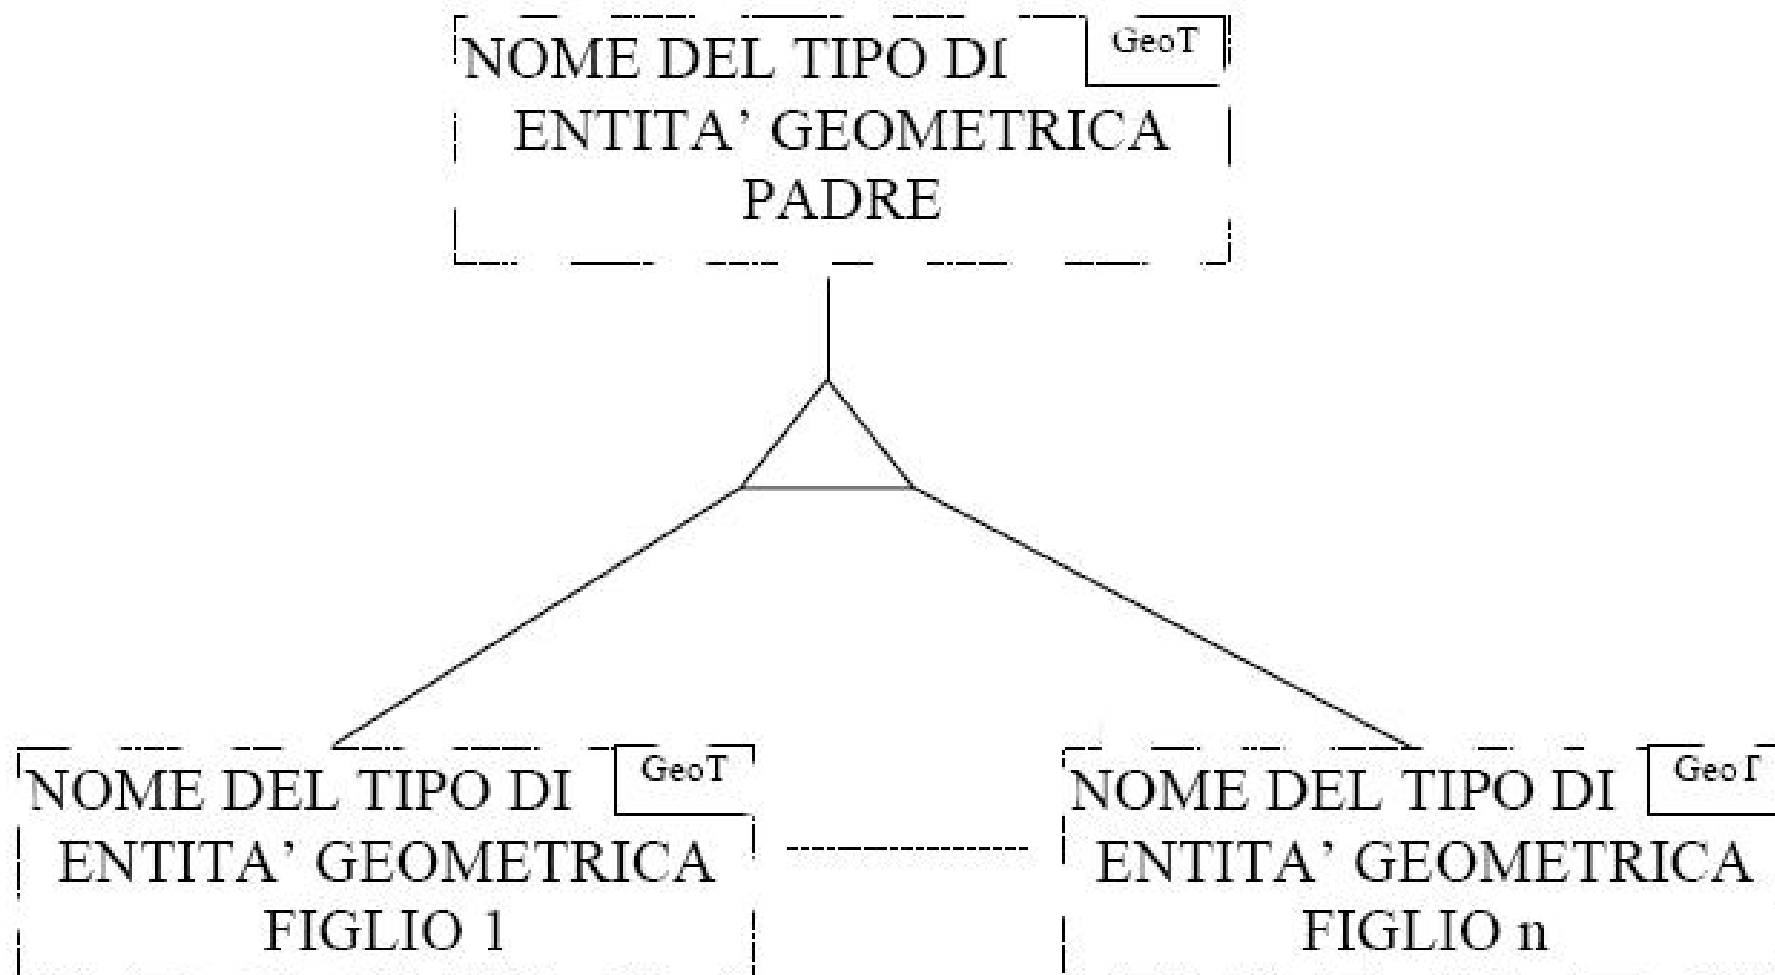 NOME DEL TIPO DI
GeoT
ENTITA’ GEOMETRICA
PADRE
NOME DEL TIPO DI
GeoT
ENTITA’ GEOMETRICA
FIGLIO 1
NOME DEL TIPO DI
GeoT
ENTITA’ GEOMETRICA
FIGLIO n